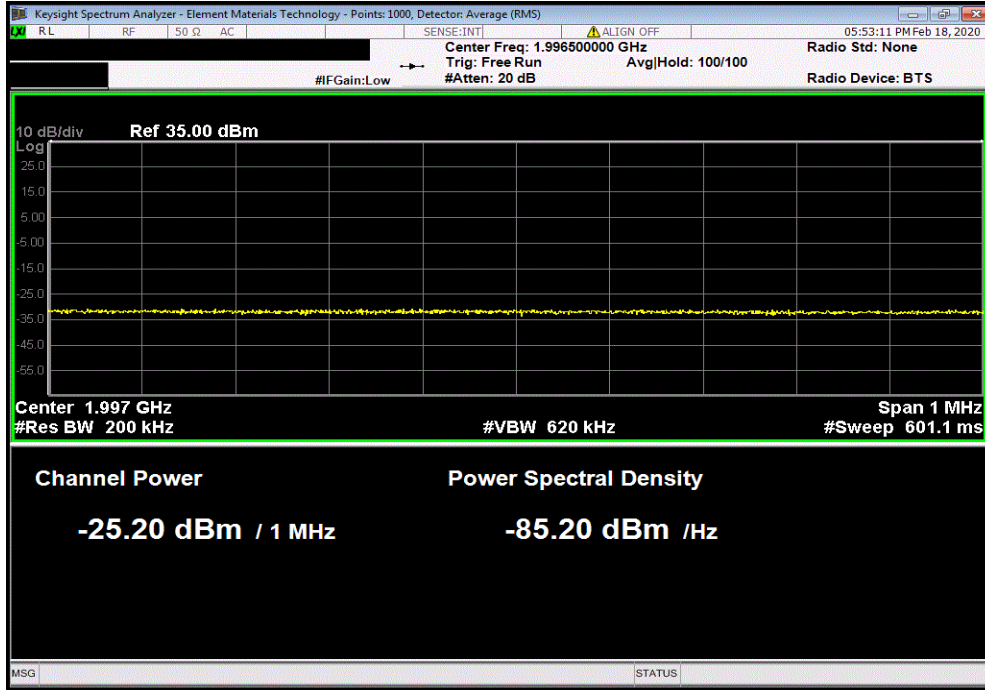 Keysight Spectrum Analyzer - Element Materials Technology - Points: 1000, Detector: Average (RMS)
LXI RL RF 50 Ω AC SENSE:INT ALIGN OFF 05:53:11 PM Feb 18, 2020
Center Freq: 1.996500000 GHz Radio Std: None
Trig: Free Run Avg|Hold: 100/100
#IFGain:Low #Atten: 20 dB Radio Device: BTS
10 dB/div Ref 35.00 dBm
Log
25.0
15.0
5.00
-5.00
-15.0
-25.0
-35.0
-45.0
-55.0
Center 1.997 GHz Span 1 MHz
#Res BW 200 kHz #VBW 620 kHz #Sweep 601.1 ms
Channel Power Power Spectral Density
-25.20 dBm / 1 MHz -85.20 dBm /Hz
MSG STATUS